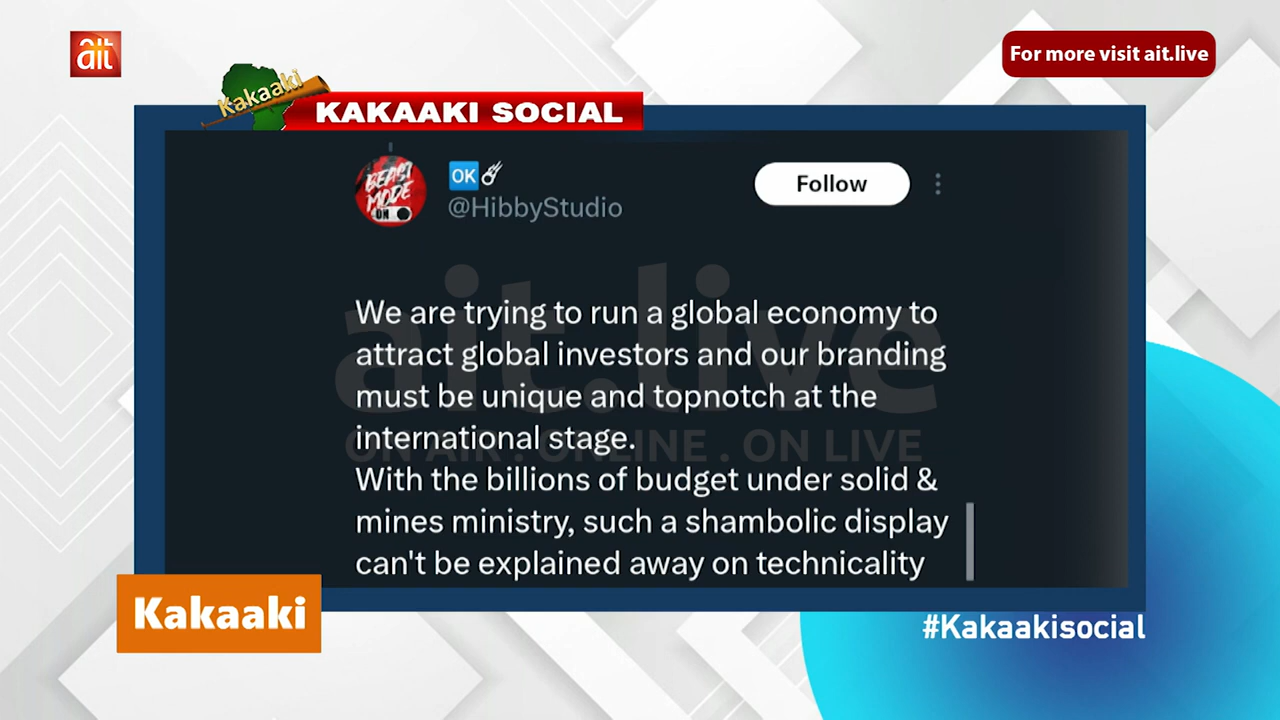 ait
For more visit ait.live
Kakaaki
KAKAAKI SOCIAL
BEAST
MODE
ON
OK
Follow
@HibbyStudio
We are trying to run a global economy to
attract global investors and our branding
must be unique and topnotch at the
international stage.
With the billions of budget under solid &
mines ministry, such a shambolic display
can't be explained away on technicality
ait.live
ON AIR . ONLINE . ON LIVE
Kakaaki
#Kakaakisocial